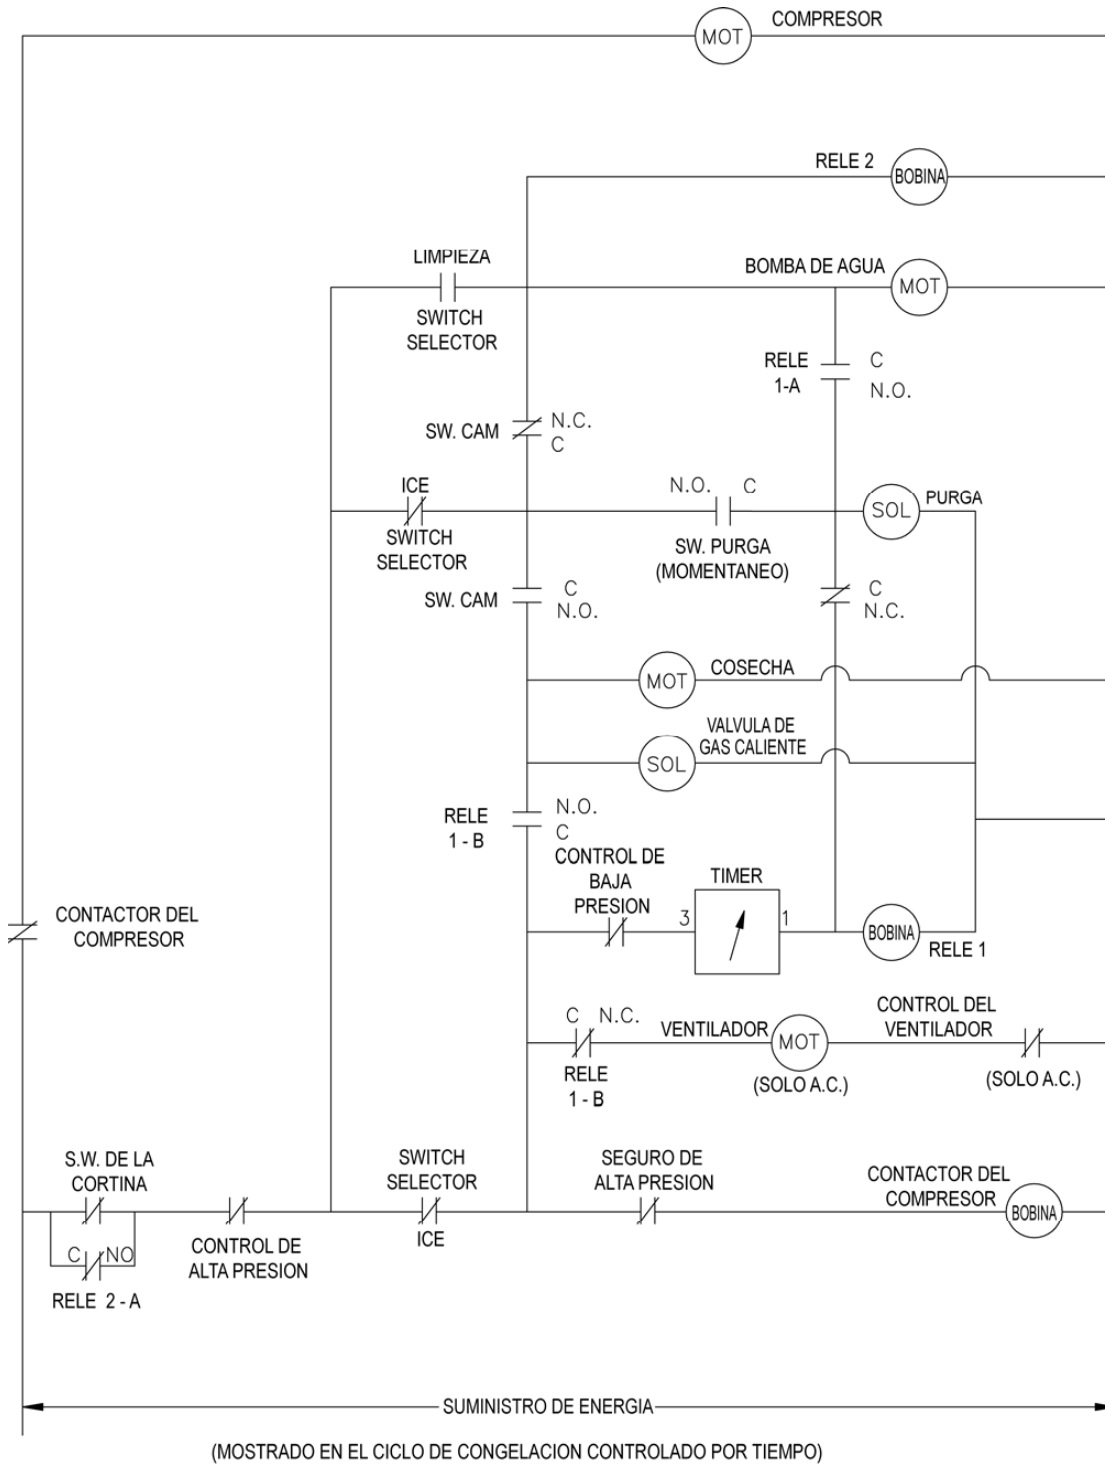 COMPRESOR
MOT
RELE 2
BOBINA
LIMPIEZA
SWITCH
SELECTOR
BOMBA DE AGUA
MOT
RELE
1-A
C
N.O.
SW. CAM
N.C.
C
ICE
SWITCH
SELECTOR
N.O. C
SW. PURGA
(MOMENTANEO)
SOL
PURGA
SW. CAM
C
N.O.
C
N.C.
MOT
COSECHA
VALVULA DE
GAS CALIENTE
SOL
RELE
1 - B
N.O.
C
CONTROL DE
BAJA
PRESION
TIMER
3
1
BOBINA
RELE 1
CONTACTOR DEL
COMPRESOR
C N.C.
RELE
1 - B
VENTILADOR
MOT
(SOLO A.C.)
CONTROL DEL
VENTILADOR
(SOLO A.C.)
S.W. DE LA
CORTINA
C NO
RELE 2 - A
CONTROL DE
ALTA PRESION
SWITCH
SELECTOR
ICE
SEGURO DE
ALTA PRESION
CONTACTOR DEL
COMPRESOR
BOBINA
SUMINISTRO DE ENERGIA
(MOSTRADO EN EL CICLO DE CONGELACION CONTROLADO POR TIEMPO)